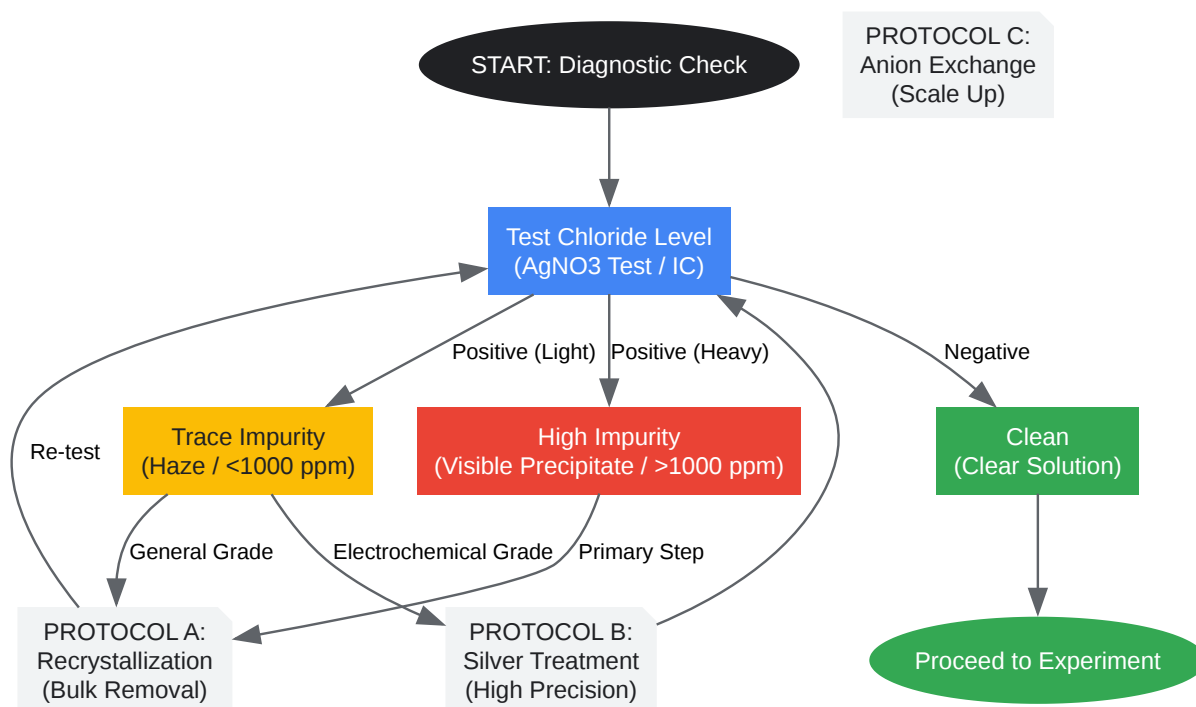 START: Diagnostic Check
PROTOCOL C:
Anion Exchange
(Scale Up)
Test Chloride Level
(AgNO3 Test / IC)
Positive (Light)
Positive (Heavy)
Negative
Re-test
Trace Impurity
(Haze / <1000 ppm)
High Impurity
(Visible Precipitate / >1000 ppm)
Clean
(Clear Solution)
General Grade
Electrochemical Grade
Primary Step
PROTOCOL A:
Recrystallization
(Bulk Removal)
PROTOCOL B:
Silver Treatment
(High Precision)
Proceed to Experiment